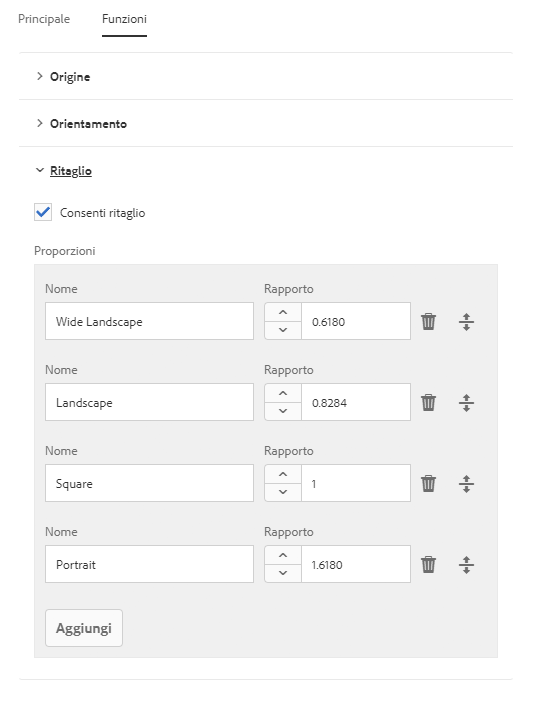 Principale Funzioni
Origine
Orientamento
Ritaglio
Consenti ritaglio
Proporzioni
Nome Rapporto
Wide Landscape 0.6180
Nome Rapporto
Landscape 0.8284
Nome Rapporto
Square 1
Nome Rapporto
Portrait 1.6180
Aggiungi